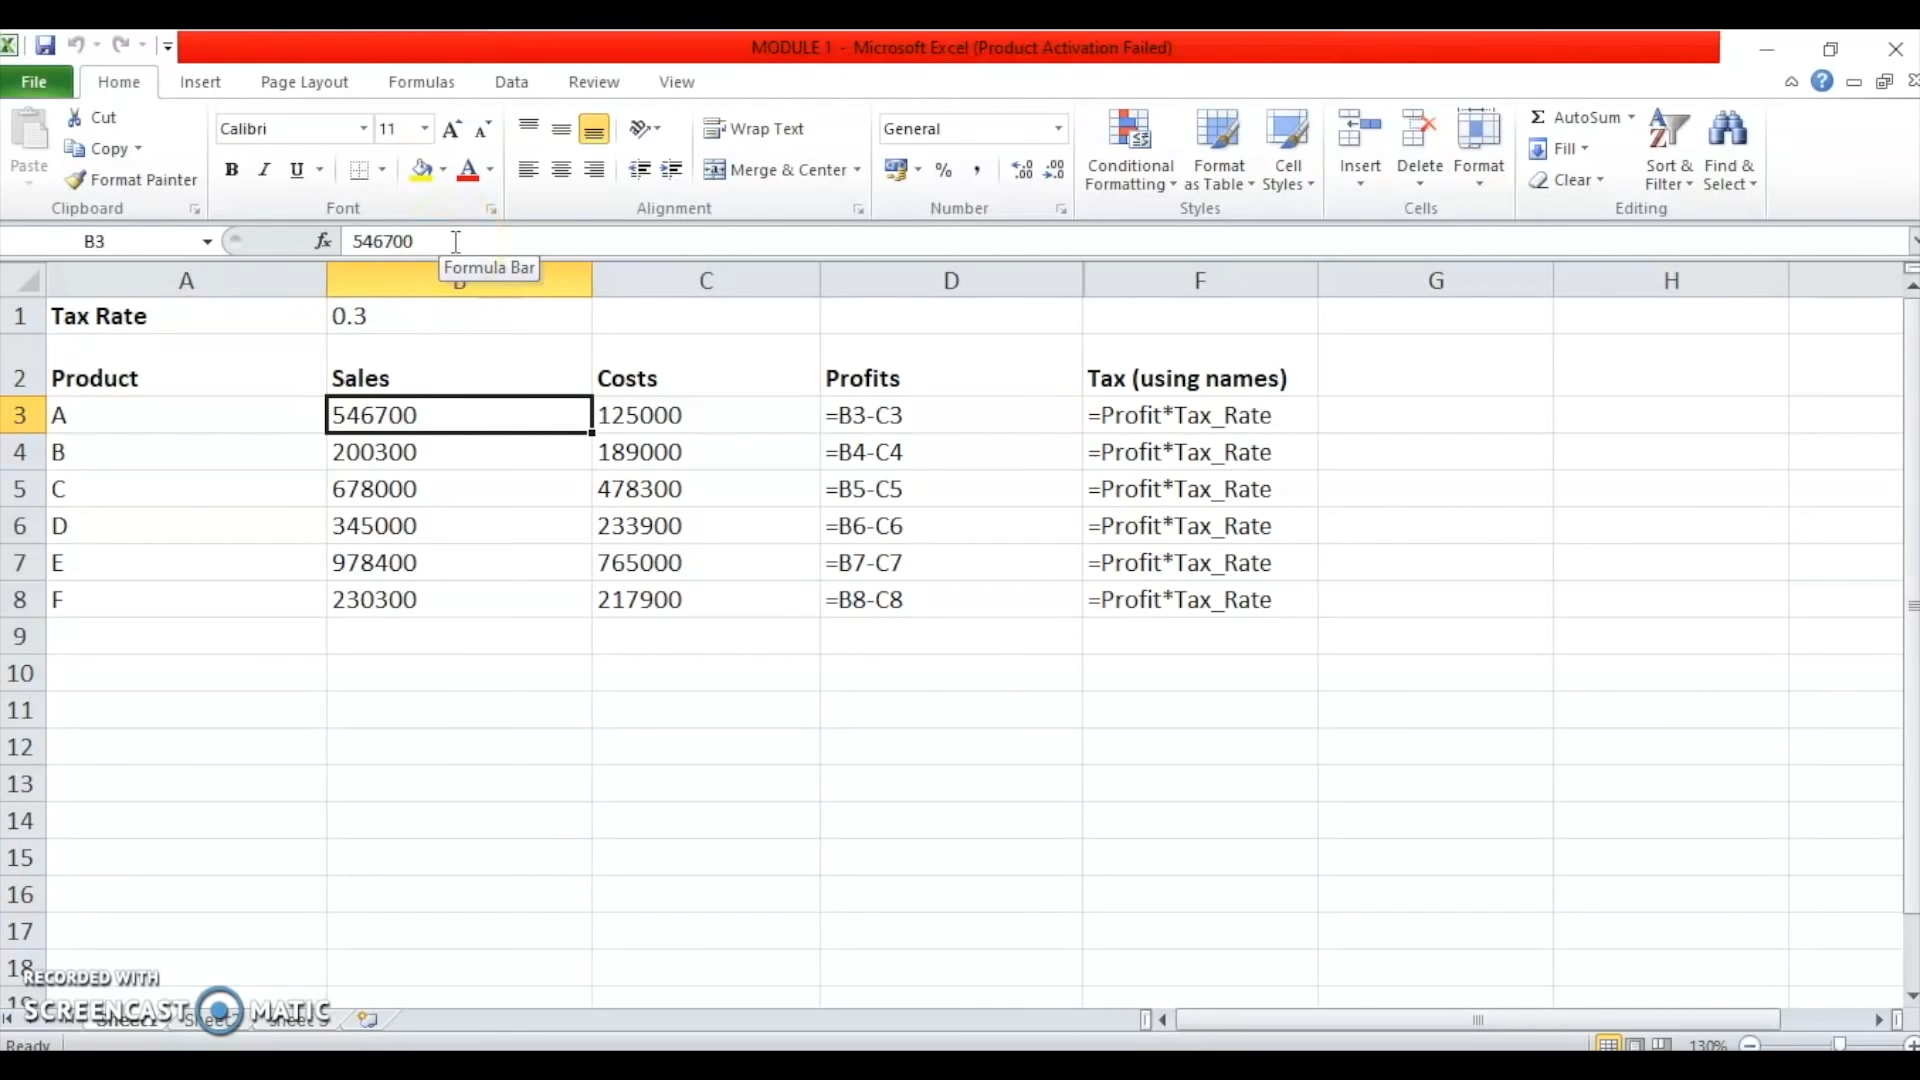 MODULE 1 - Microsoft Excel (Product Activation Failed)
File Home Insert Page Layout Formulas Data Review View
Paste
Cut
Copy
Format Painter
Clipboard
Calibri 11
B I U A
Font
Wrap Text
Merge & Center
Alignment
General
% ,
Number
Conditional Formatting
Format as Table
Cell Styles
Styles
Insert Delete Format
Cells
Σ AutoSum
Fill
Clear
Sort & Filter
Find & Select
Editing
B3 fx 546700
Formula Bar
A B C D F G H
1 Tax Rate 0.3
2 Product Sales Costs Profits Tax (using names)
3 A 546700 125000 =B3-C3 =Profit*Tax_Rate
4 B 200300 189000 =B4-C4 =Profit*Tax_Rate
5 C 678000 478300 =B5-C5 =Profit*Tax_Rate
6 D 345000 233900 =B6-C6 =Profit*Tax_Rate
7 E 978400 765000 =B7-C7 =Profit*Tax_Rate
8 F 230300 217900 =B8-C8 =Profit*Tax_Rate
9
10
11
12
13
14
15
16
17
18
RECORDED WITH
SCREENCAST MATIC
Ready 130%